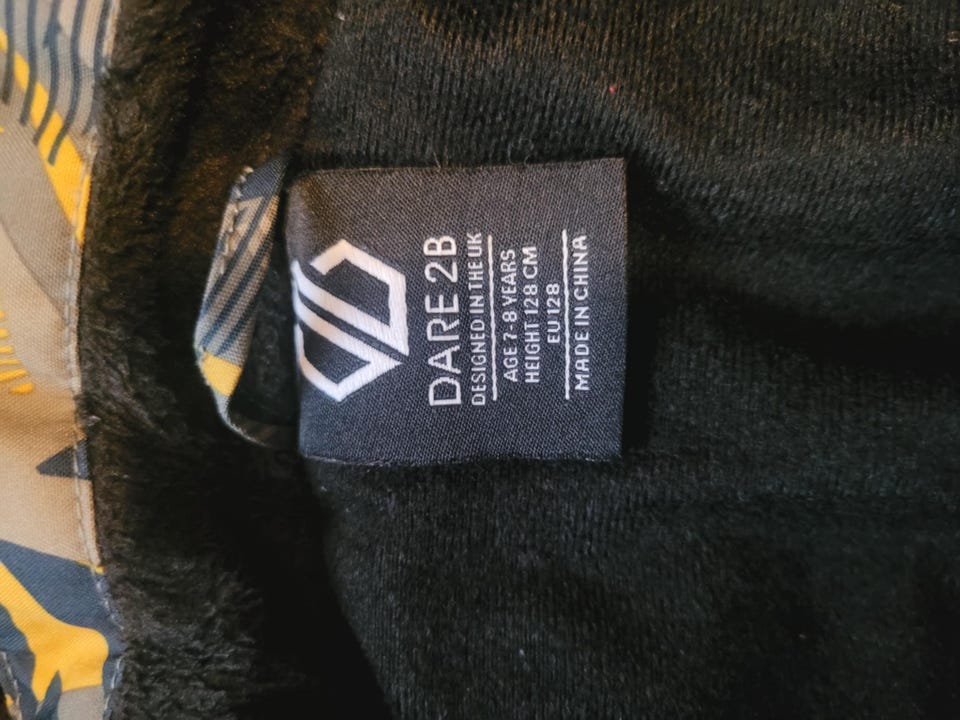 DARE 2B
DESIGNED IN THE UK
AGE 7-8 YEARS
HEIGHT 128 CM
EU 128
MADE IN CHINA